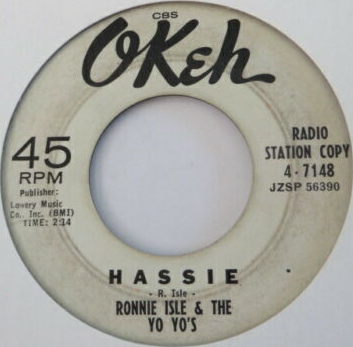 CBS
OKeh
45
RPM
Publisher:
Lowery Music
Co., Inc. (BMI)
TIME: 2:14
RADIO
STATION COPY
4-7148
JZSP 56390
HASSIE
- R. Isle -
RONNIE ISLE & THE
YO YO'S